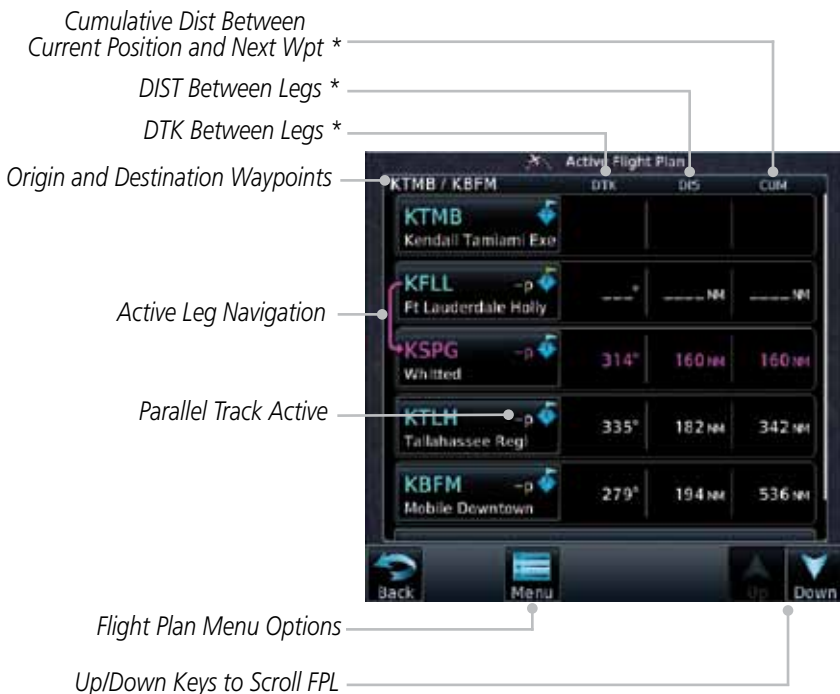 Cumulative Dist Between
Current Position and Next Wpt *
DIST Between Legs *
DTK Between Legs *
Origin and Destination Waypoints
Active Leg Navigation
Parallel Track Active
Flight Plan Menu Options
Up/Down Keys to Scroll FPL
Active Flight Plan
KTMB / KBFM DTK DIS CUM
KTMB
Kendall Tamiami Exe
KFLL -p ___° ____NM ____NM
Ft Lauderdale Holly
KSPG -p 314° 160NM 160NM
Whitted
KTLH -p 335° 182NM 342NM
Tallahassee Regl
KBFM -p 279° 194NM 536NM
Mobile Downtown
Back Menu Up Down